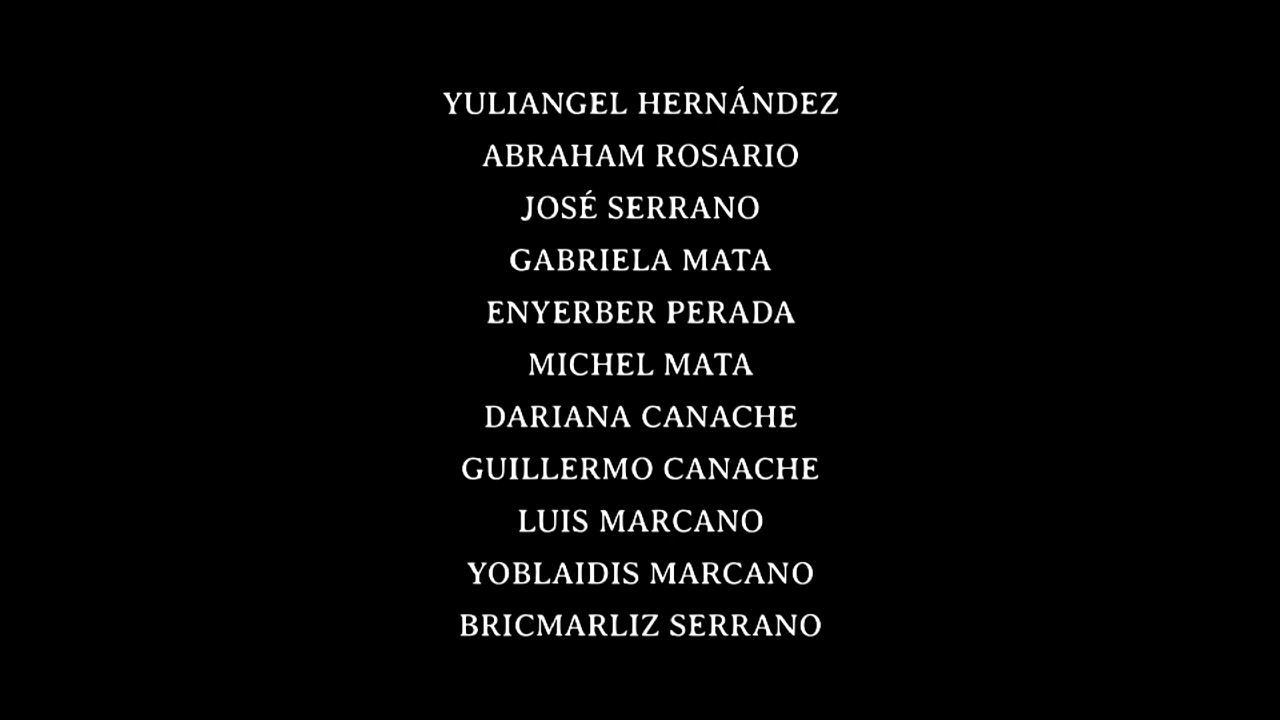 YULIANGEL HERNÁNDEZ
ABRAHAM ROSARIO
JOSÉ SERRANO
GABRIELA MATA
ENYERBER PERADA
MICHEL MATA
DARIANA CANACHE
GUILLERMO CANACHE
LUIS MARCANO
YOBLAIDIS MARCANO
BRICMARLIZ SERRANO